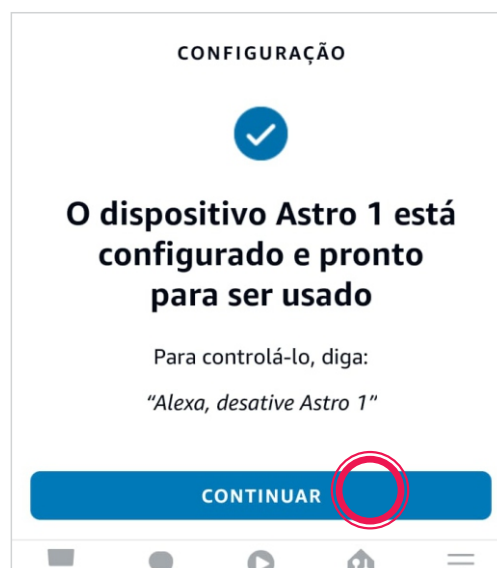 CONFIGURAÇÃO
O dispositivo Astro 1 está
configurado e pronto
para ser usado
Para controlá-lo, diga:
“Alexa, desative Astro 1”
CONTINUAR